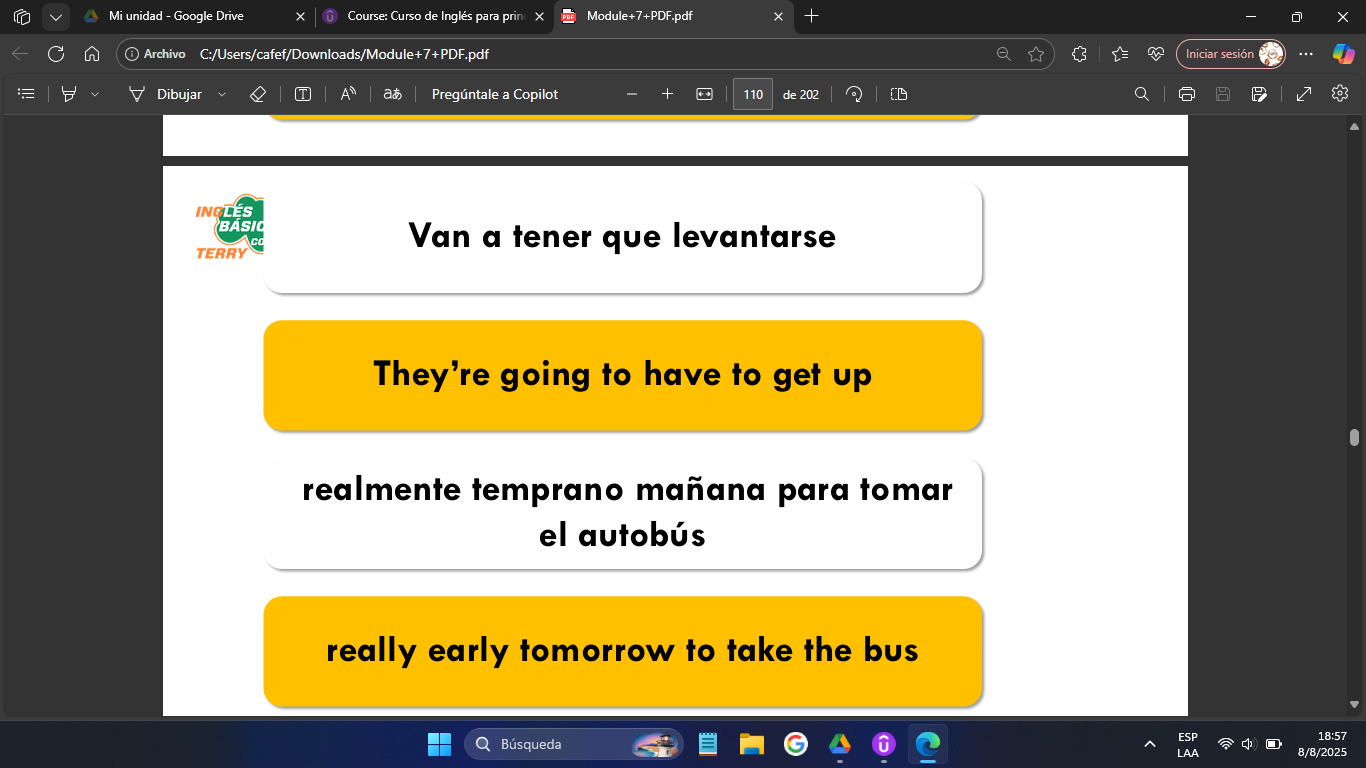 Mi unidad - Google Drive
Course: Curso de Inglés para prin
Module+7+PDF.pdf
Archivo
C:/Users/cafef/Downloads/Module+7+PDF.pdf
Iniciar sesión
Dibujar
Pregúntale a Copilot
110
de 202
INGLÉS
BÁSIC
CO
TERRY
Van a tener que levantarse
They’re going to have to get up
realmente temprano mañana para tomar
el autobús
really early tomorrow to take the bus
Búsqueda
ESP
LAA
18:57
8/8/2025